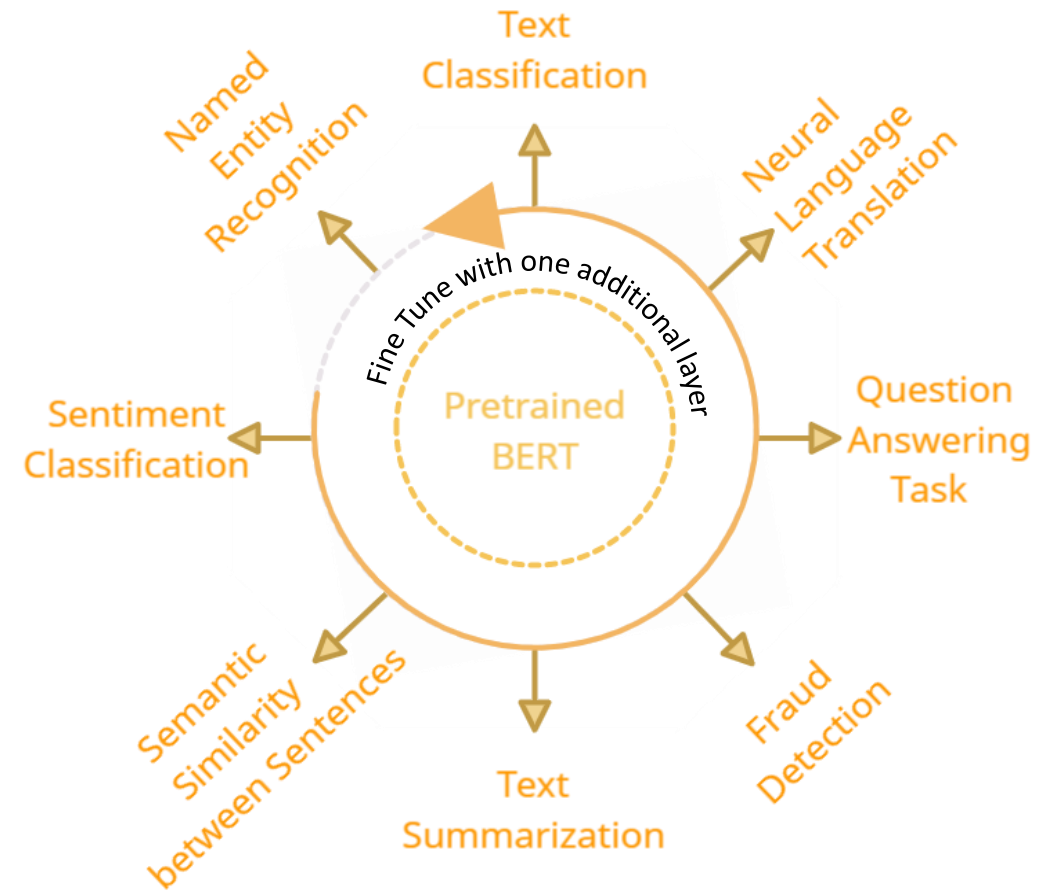 Text
Classification
Named
Entity
Recognition
Neural
Language
Translation
Fine Tune with one additional layer
Pretrained
BERT
Sentiment
Classification
Question
Answering
Task
Semantic
Similarity
between Sentences
Text
Summarization
Fraud
Detection